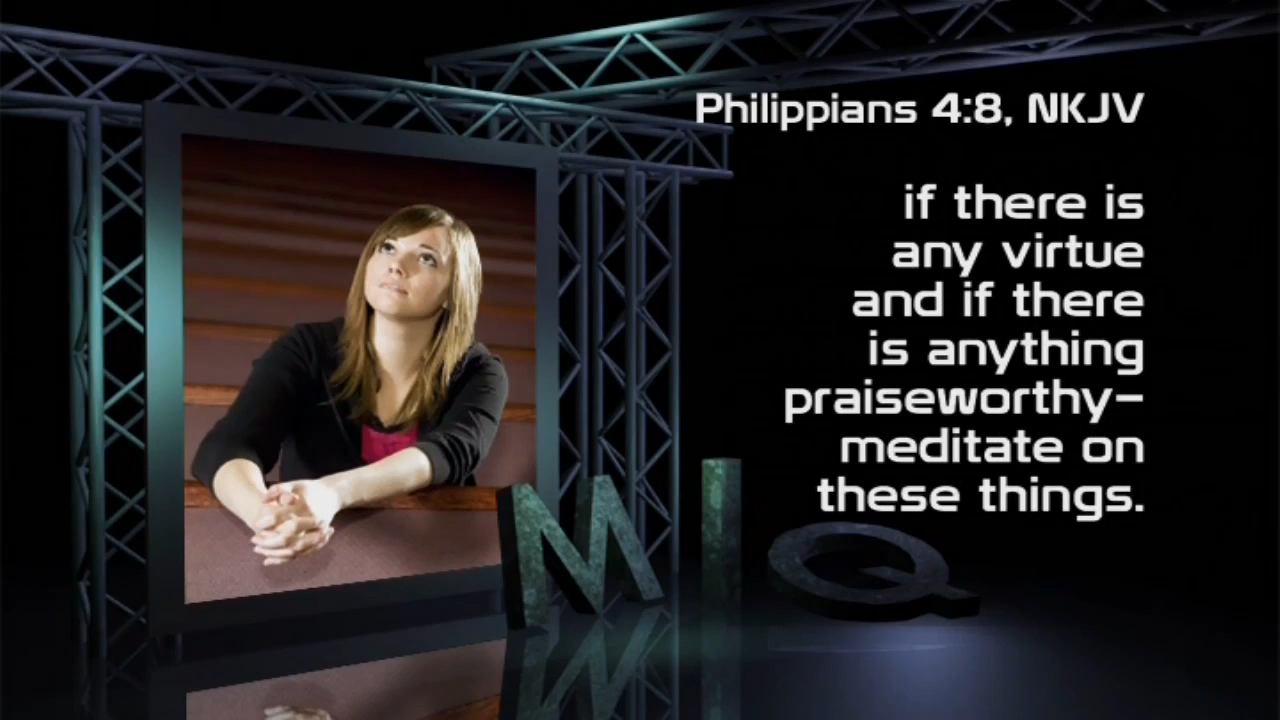 Philippians 4:8, NKJV
if there is
any virtue
and if there
is anything
praiseworthy–
meditate on
these things.
M I Q